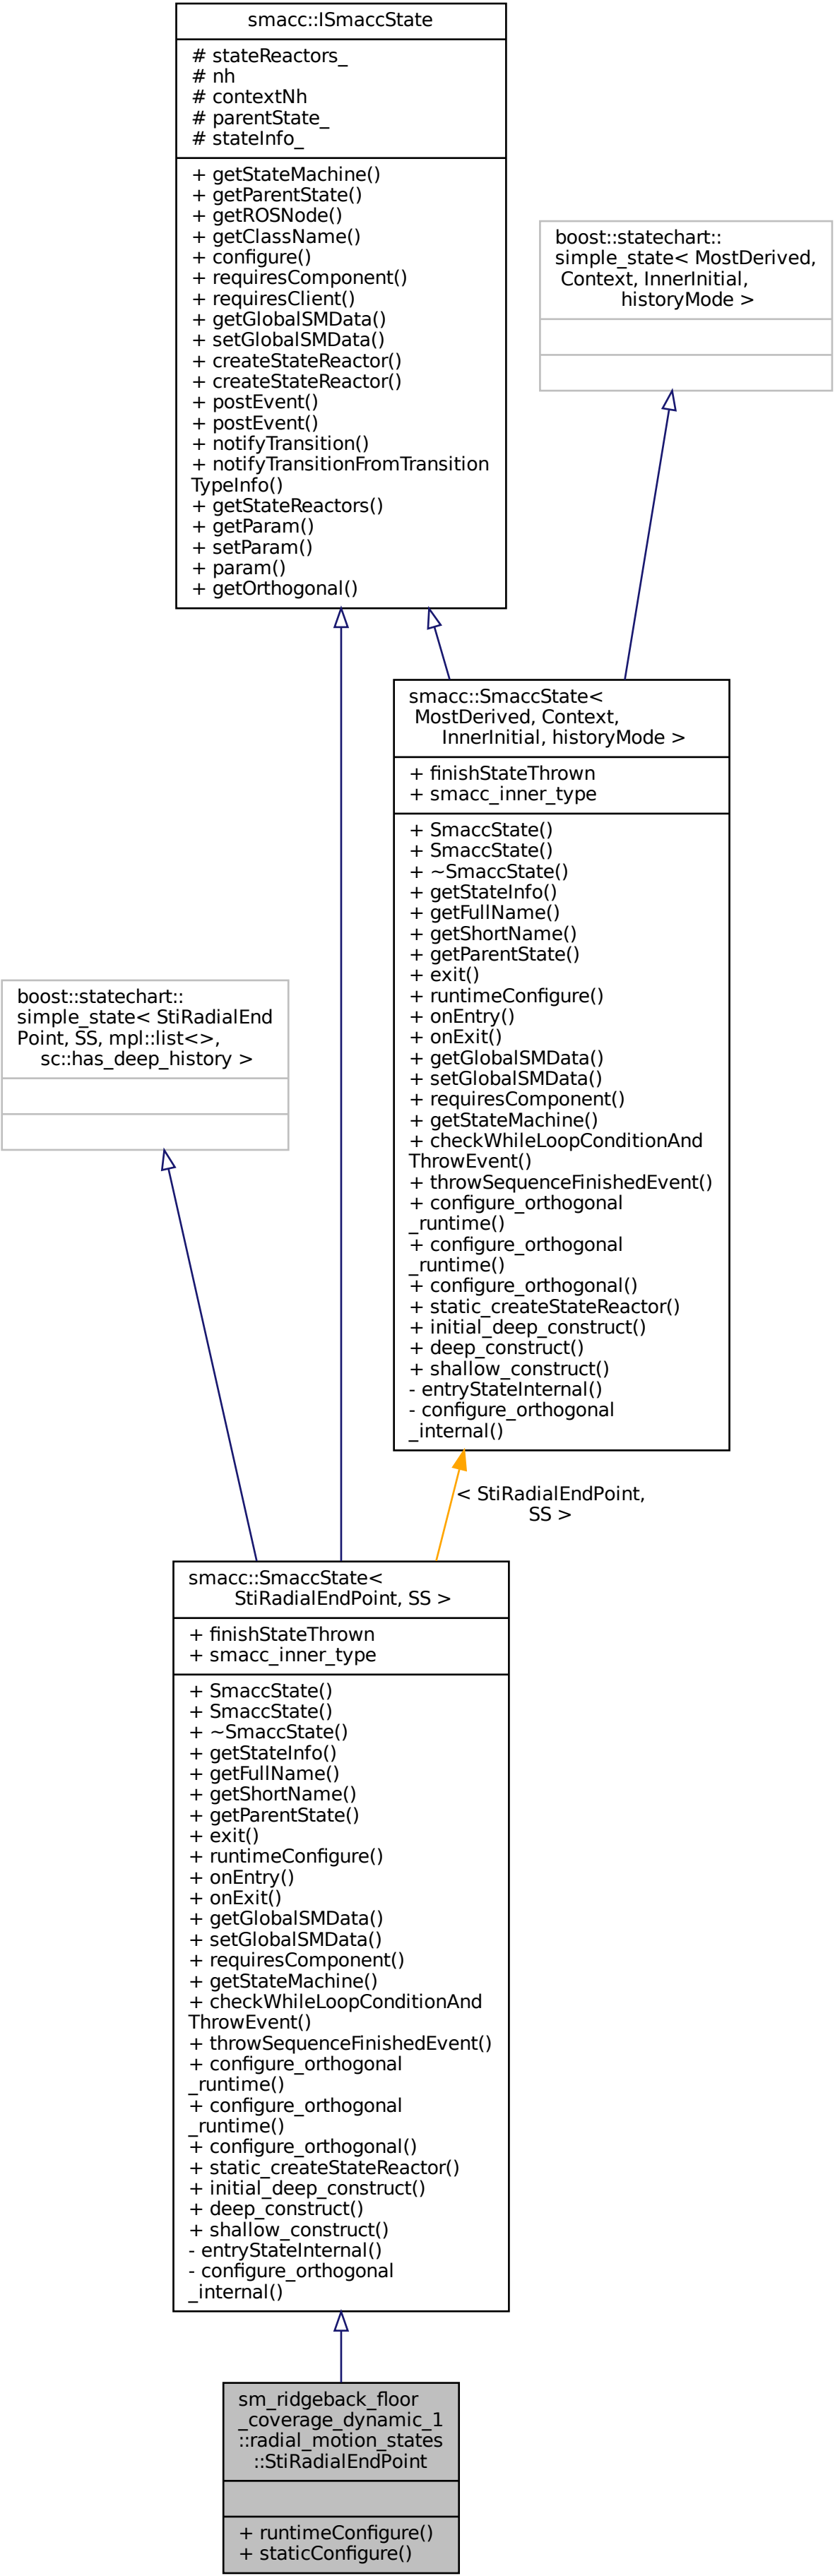 smacc::ISmaccState
# stateReactors_
# nh
# contextNh
# parentState_
# stateInfo_
+ getStateMachine()
+ getParentState()
+ getROSNode()
+ getClassName()
+ configure()
+ requiresComponent()
+ requiresClient()
+ getGlobalSMData()
+ setGlobalSMData()
+ createStateReactor()
+ createStateReactor()
+ postEvent()
+ postEvent()
+ notifyTransition()
+ notifyTransitionFromTransition
TypeInfo()
+ getStateReactors()
+ getParam()
+ setParam()
+ param()
+ getOrthogonal()
boost::statechart::
simple_state< MostDerived,
Context, InnerInitial,
historyMode >
smacc::SmaccState<
MostDerived, Context,
InnerInitial, historyMode >
+ finishStateThrown
+ smacc_inner_type
+ SmaccState()
+ SmaccState()
+ ~SmaccState()
+ getStateInfo()
+ getFullName()
+ getShortName()
+ getParentState()
+ exit()
+ runtimeConfigure()
+ onEntry()
+ onExit()
+ getGlobalSMData()
+ setGlobalSMData()
+ requiresComponent()
+ getStateMachine()
+ checkWhileLoopConditionAnd
ThrowEvent()
+ throwSequenceFinishedEvent()
+ configure_orthogonal
_runtime()
+ configure_orthogonal
_runtime()
+ configure_orthogonal()
+ static_createStateReactor()
+ initial_deep_construct()
+ deep_construct()
+ shallow_construct()
- entryStateInternal()
- configure_orthogonal
_internal()
boost::statechart::
simple_state< StiRadialEnd
Point, SS, mpl::list<>,
sc::has_deep_history >
< StiRadialEndPoint,
SS >
smacc::SmaccState<
StiRadialEndPoint, SS >
+ finishStateThrown
+ smacc_inner_type
+ SmaccState()
+ SmaccState()
+ ~SmaccState()
+ getStateInfo()
+ getFullName()
+ getShortName()
+ getParentState()
+ exit()
+ runtimeConfigure()
+ onEntry()
+ onExit()
+ getGlobalSMData()
+ setGlobalSMData()
+ requiresComponent()
+ getStateMachine()
+ checkWhileLoopConditionAnd
ThrowEvent()
+ throwSequenceFinishedEvent()
+ configure_orthogonal
_runtime()
+ configure_orthogonal
_runtime()
+ configure_orthogonal()
+ static_createStateReactor()
+ initial_deep_construct()
+ deep_construct()
+ shallow_construct()
- entryStateInternal()
- configure_orthogonal
_internal()
sm_ridgeback_floor
_coverage_dynamic_1
::radial_motion_states
::StiRadialEndPoint
+ runtimeConfigure()
+ staticConfigure()